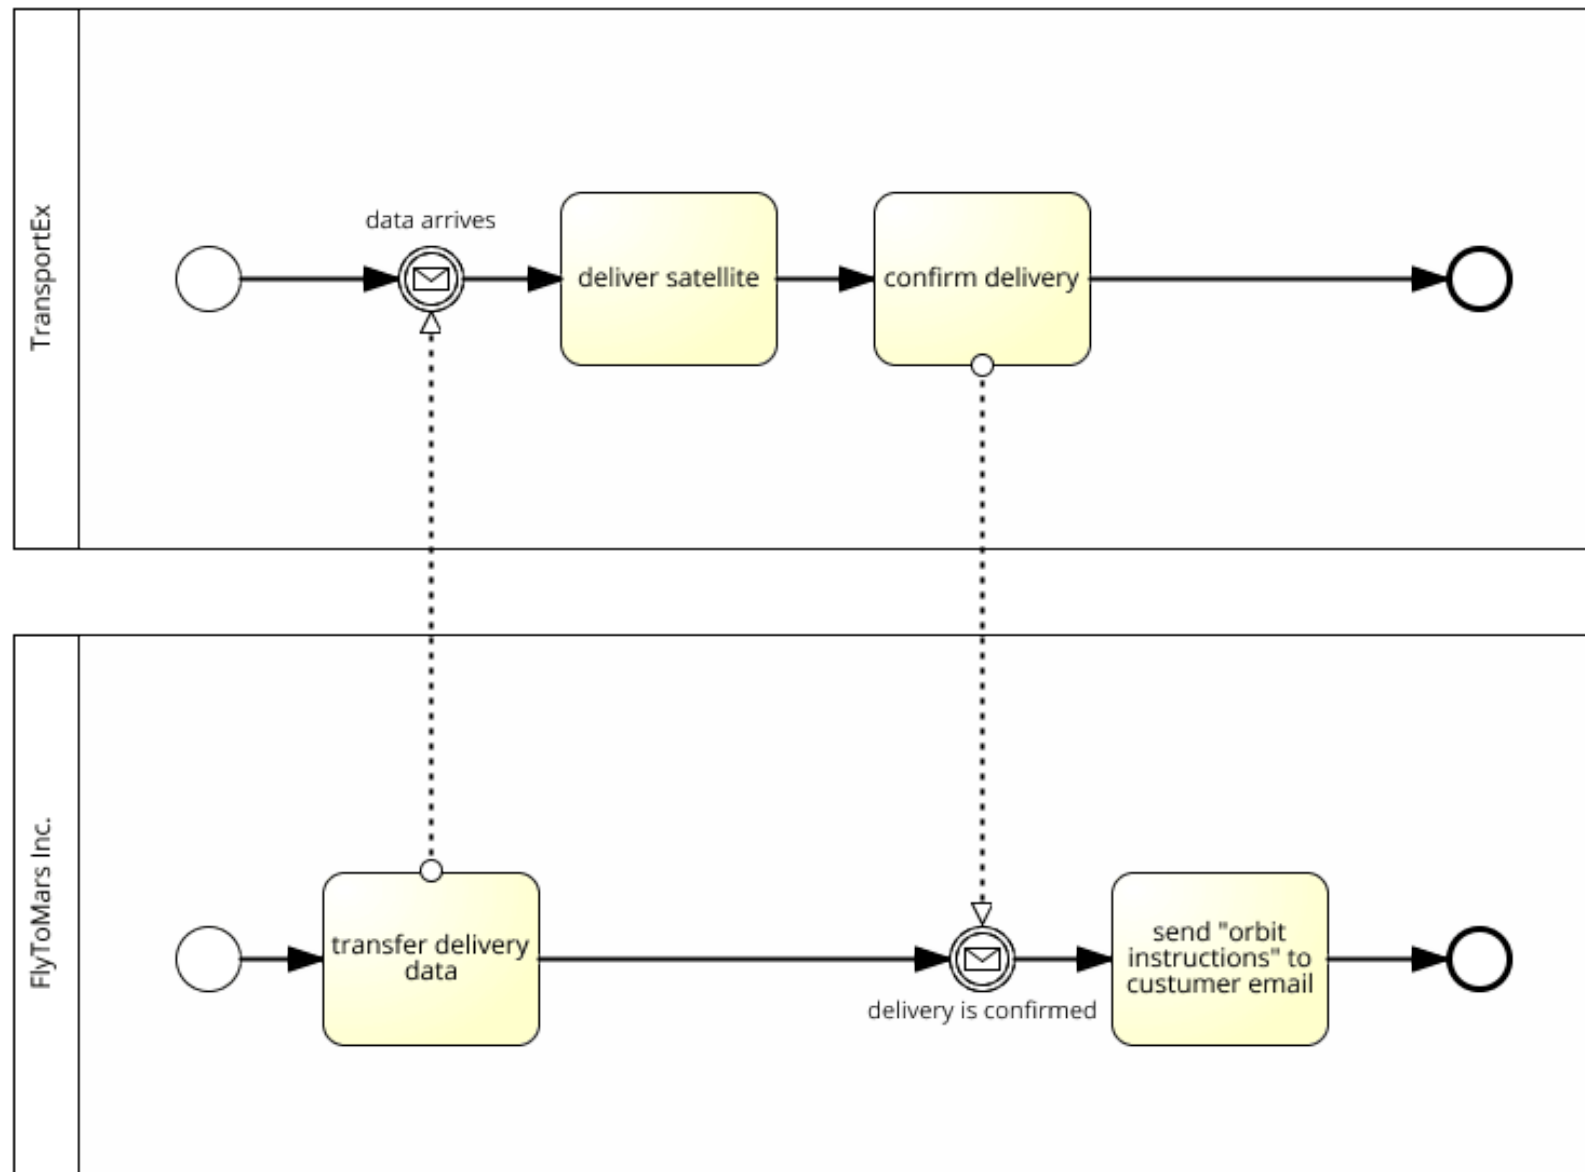 TransportEx
data arrives
deliver satellite
confirm delivery
FlyToMars Inc.
transfer delivery
data
delivery is confirmed
send "orbit
instructions" to
custumer email